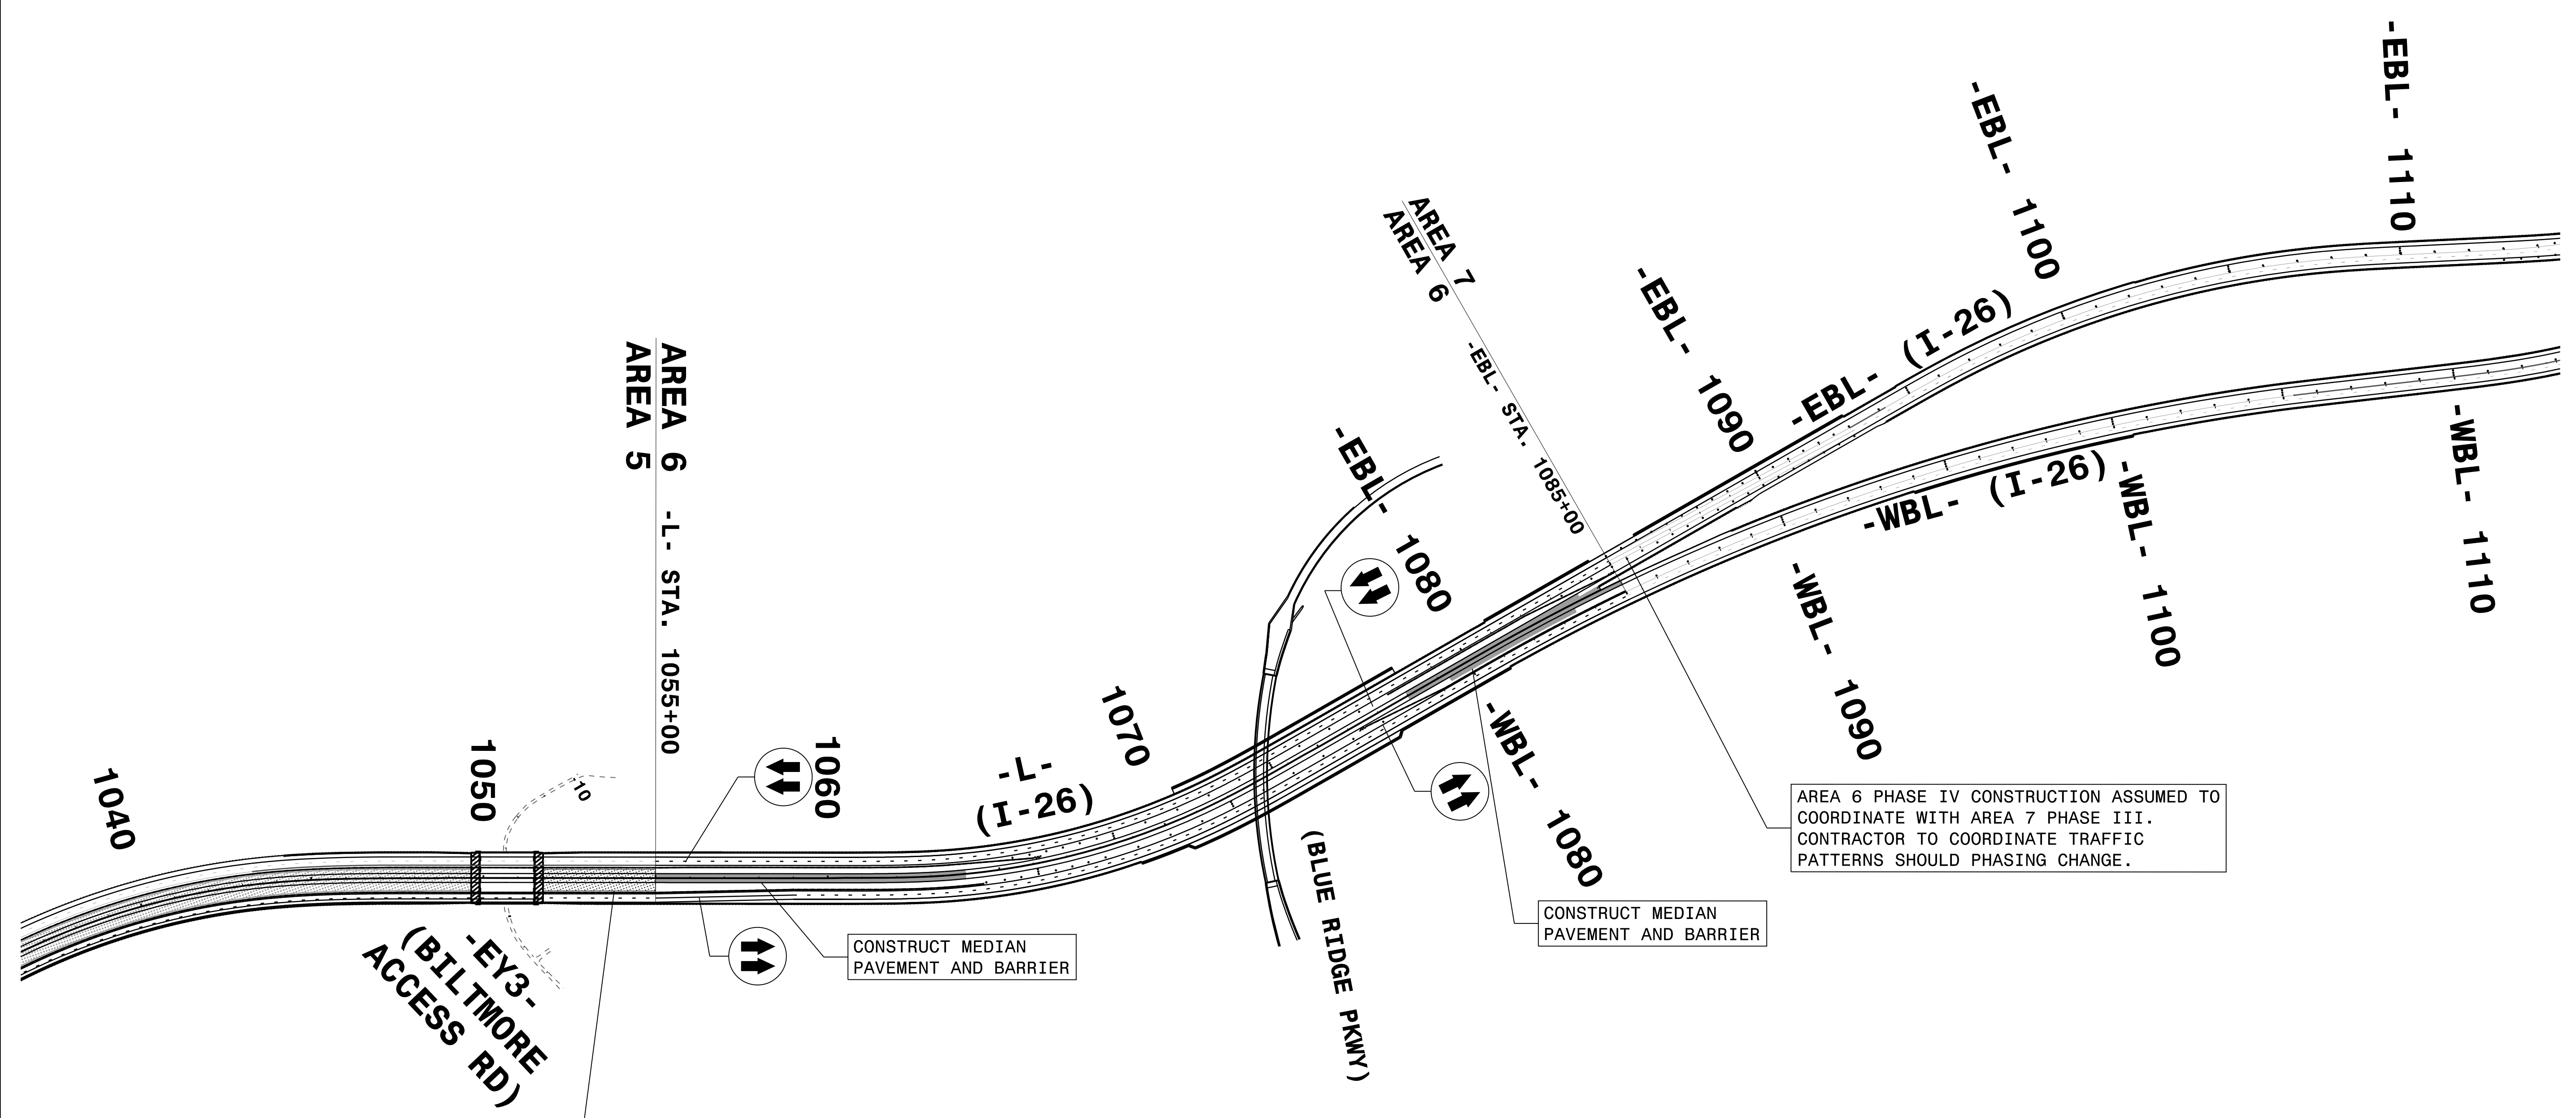 1040
1050
10
-EY3-
(BILTMORE
ACCESS RD)
AREA 6
AREA 5
-L- STA. 1055+00
1060
CONSTRUCT MEDIAN
PAVEMENT AND BARRIER
-L-
(I-26)
1070
(BLUE RIDGE PKWY)
-EBL- 1080
AREA 7
AREA 6
-EBL- STA. 1085+00
-WBL- 1080
CONSTRUCT MEDIAN
PAVEMENT AND BARRIER
-EBL- 1090
-EBL- (I-26)
-WBL- 1090
-WBL- (I-26)
AREA 6 PHASE IV CONSTRUCTION ASSUMED TO
COORDINATE WITH AREA 7 PHASE III.
CONTRACTOR TO COORDINATE TRAFFIC
PATTERNS SHOULD PHASING CHANGE.
-EBL- 1100
-WBL- 1100
-EBL- 1110
-WBL- 1110